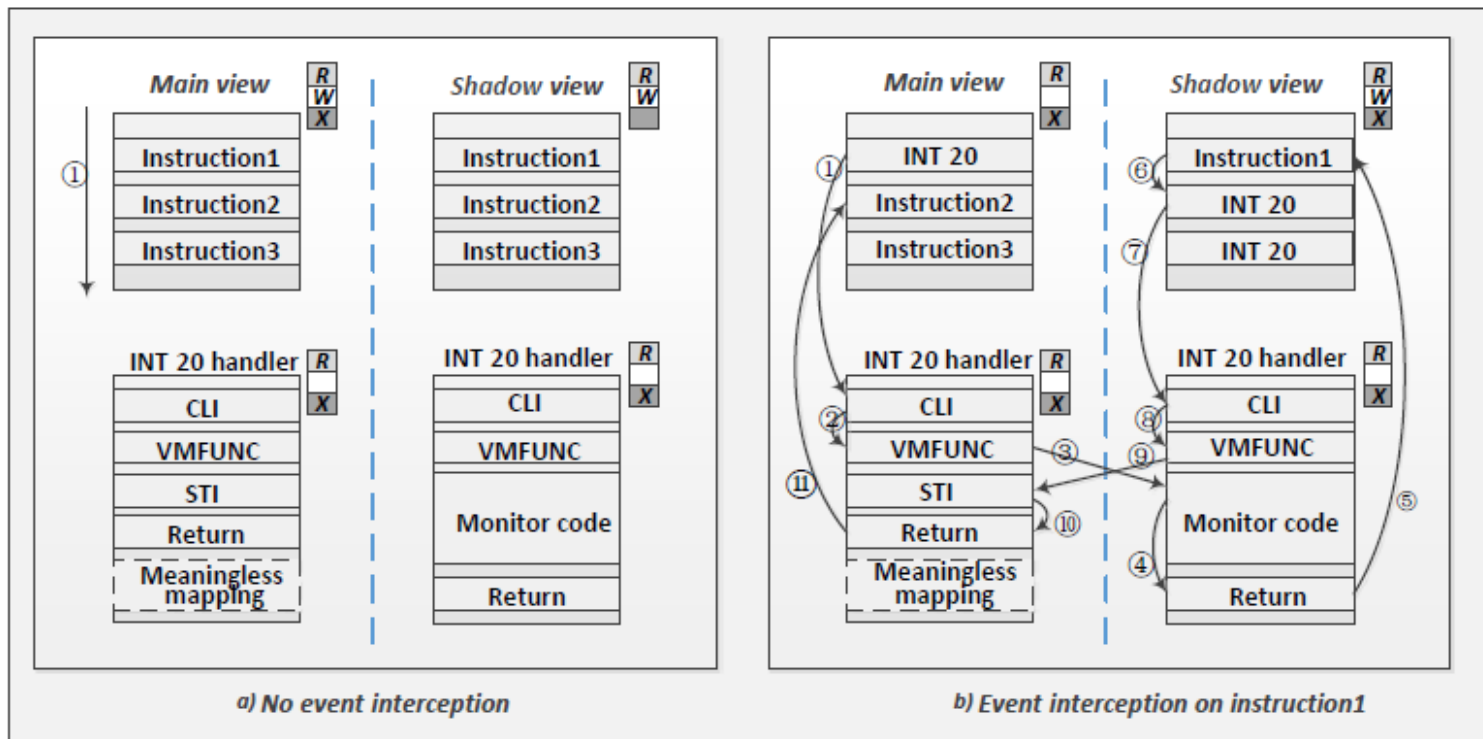 Main view
R
W
X
Shadow view
R
W
①
Instruction1
Instruction2
Instruction3
Instruction1
Instruction2
Instruction3
INT 20 handler
R
X
CLI
VMFUNC
STI
Return
Meaningless
mapping
INT 20 handler
R
X
CLI
VMFUNC
Monitor code
Return
a) No event interception
Main view
R
X
Shadow view
R
W
X
①
INT 20
Instruction2
Instruction3
⑥
Instruction1
INT 20
INT 20
⑦
INT 20 handler
R
X
②
CLI
VMFUNC
③
STI
Return
⑩
⑪
Meaningless
mapping
INT 20 handler
R
X
CLI
⑧
VMFUNC
⑨
Monitor code
④
Return
⑤
b) Event interception on instruction1